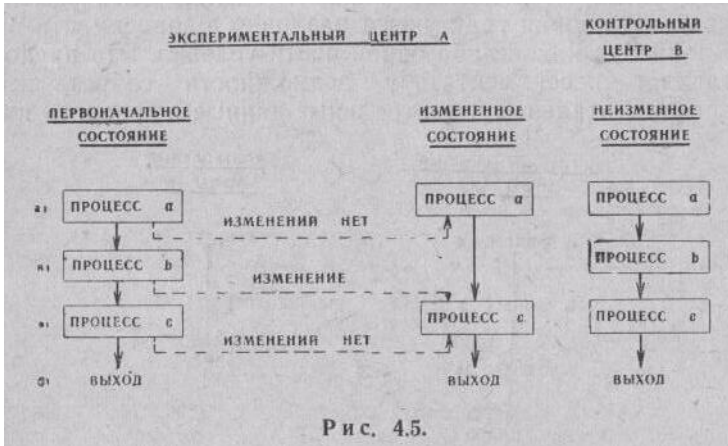 ЭКСПЕРИМЕНТАЛЬНЫЙ ЦЕНТР А
КОНТРОЛЬНЫЙ
ЦЕНТР В
ПЕРВОНАЧАЛЬНОЕ
СОСТОЯНИЕ
ИЗМЕНЕННОЕ
СОСТОЯНИЕ
НЕИЗМЕННОЕ
СОСТОЯНИЕ
ПРОЦЕСС a
ИЗМЕНЕНИЙ НЕТ
ПРОЦЕСС a
ПРОЦЕСС a
ПРОЦЕСС b
ИЗМЕНЕНИЕ
ПРОЦЕСС b
ПРОЦЕСС c
ИЗМЕНЕНИЙ НЕТ
ПРОЦЕСС c
ПРОЦЕСС c
ВЫХОД
ВЫХОД
ВЫХОД
Рис. 4.5.